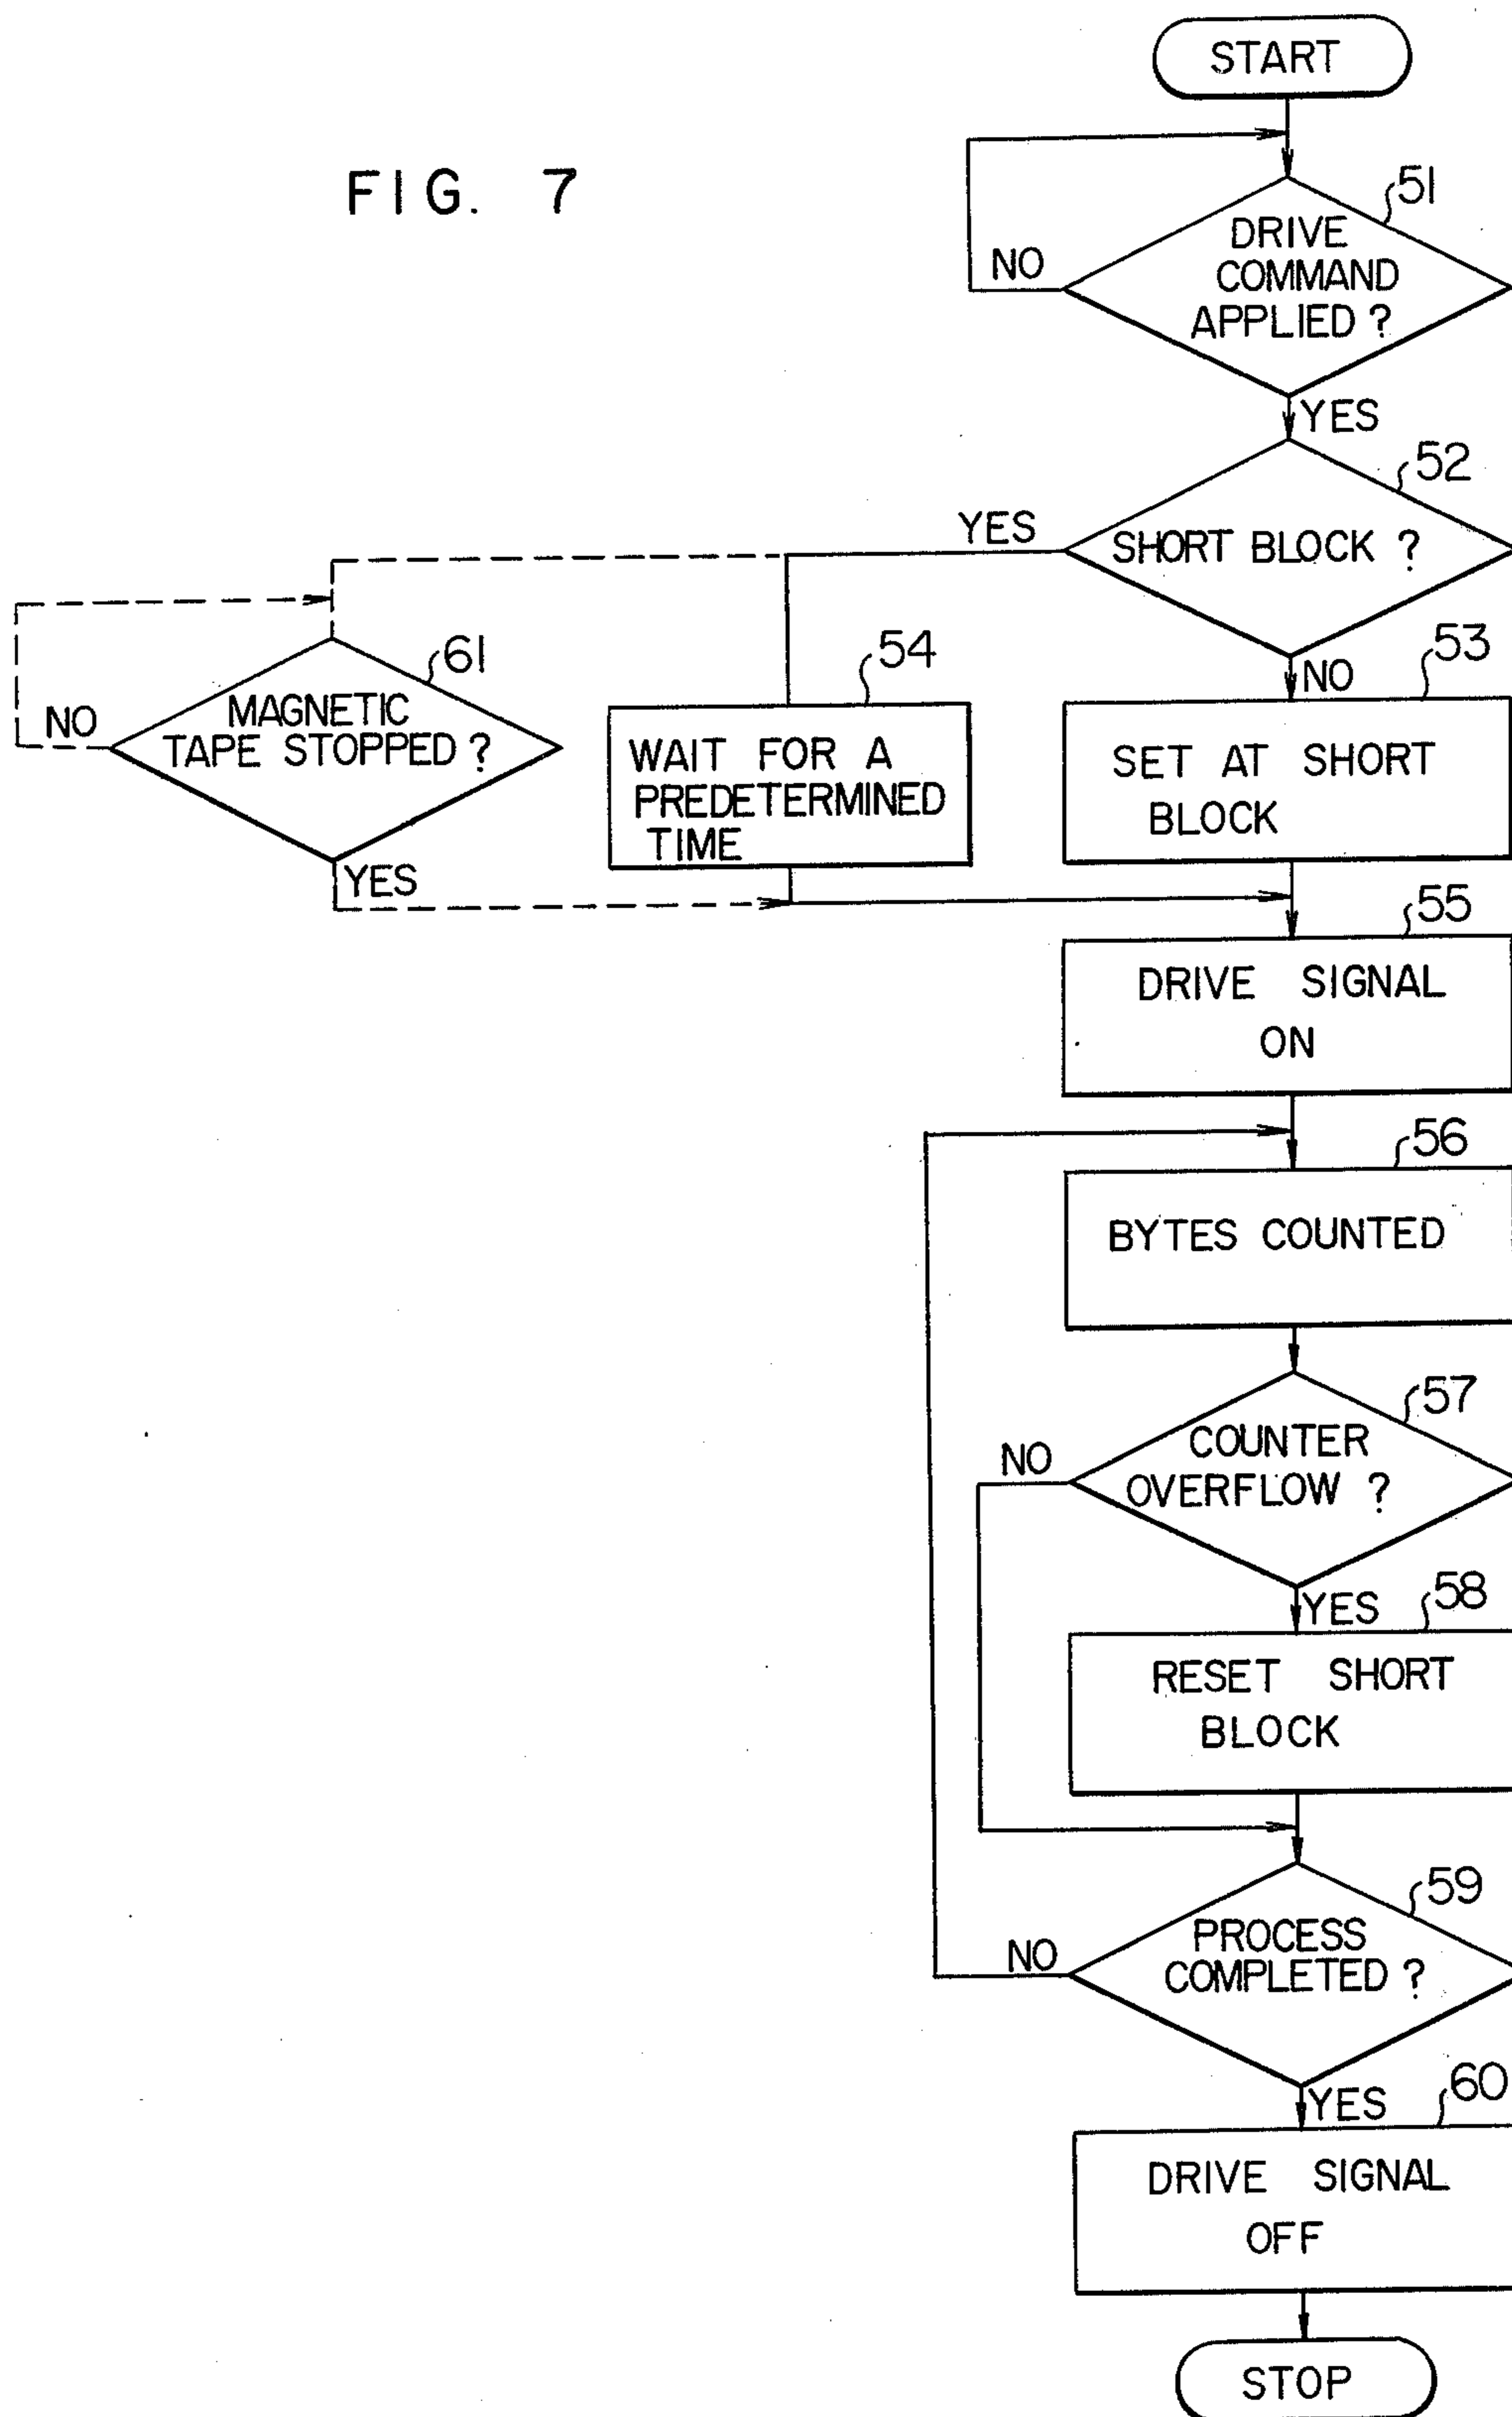 START
FIG. 7
51
DRIVE
COMMAND
APPLIED ?
NO
YES
52
SHORT BLOCK ?
YES
NO
61
MAGNETIC
TAPE STOPPED ?
NO
YES
54
WAIT FOR A
PREDETERMINED
TIME
53
SET AT SHORT
BLOCK
55
DRIVE SIGNAL
ON
56
BYTES COUNTED
57
COUNTER
OVERFLOW ?
NO
YES
58
RESET SHORT
BLOCK
59
PROCESS
COMPLETED ?
NO
YES
60
DRIVE SIGNAL
OFF
STOP